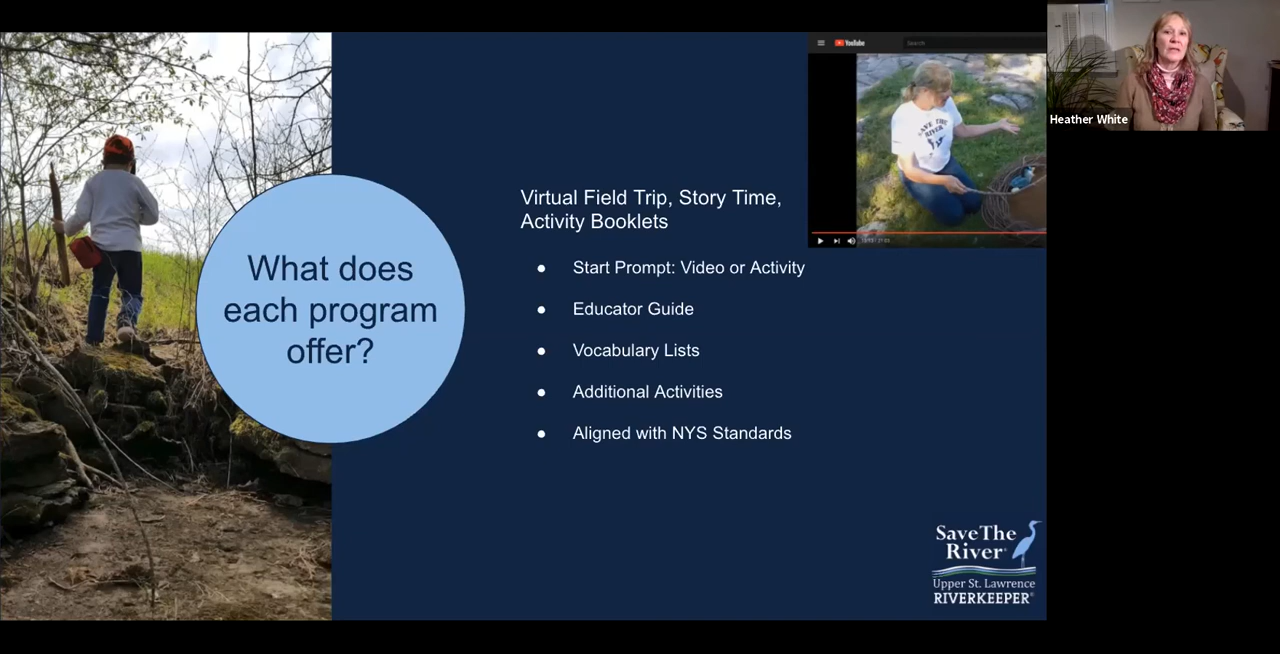 What does
each program
offer?
Virtual Field Trip, Story Time,
Activity Booklets
● Start Prompt: Video or Activity
● Educator Guide
● Vocabulary Lists
● Additional Activities
● Aligned with NYS Standards
YouTube
Search
SAVE THE
RIVER
Heather White
Save The
River®
Upper St. Lawrence
RIVERKEEPER®